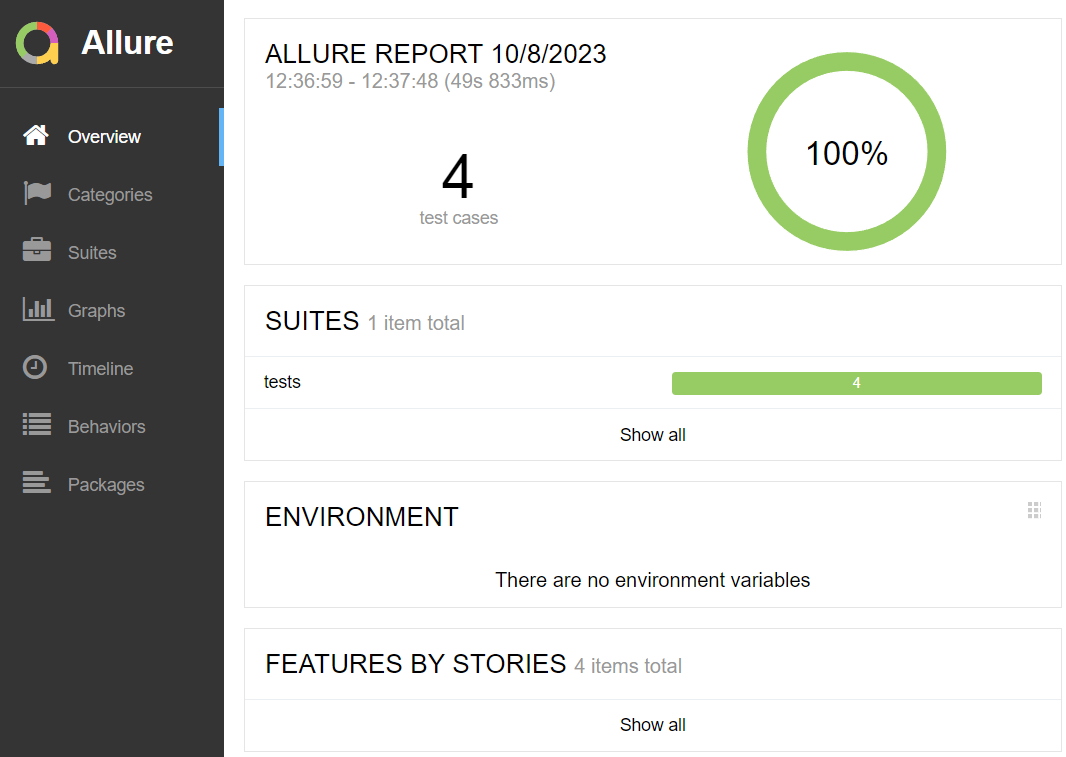 Allure
Overview
Categories
Suites
Graphs
Timeline
Behaviors
Packages
ALLURE REPORT 10/8/2023
12:36:59 - 12:37:48 (49s 833ms)
4
test cases
100%
SUITES 1 item total
tests 4
Show all
ENVIRONMENT
There are no environment variables
FEATURES BY STORIES 4 items total
Show all